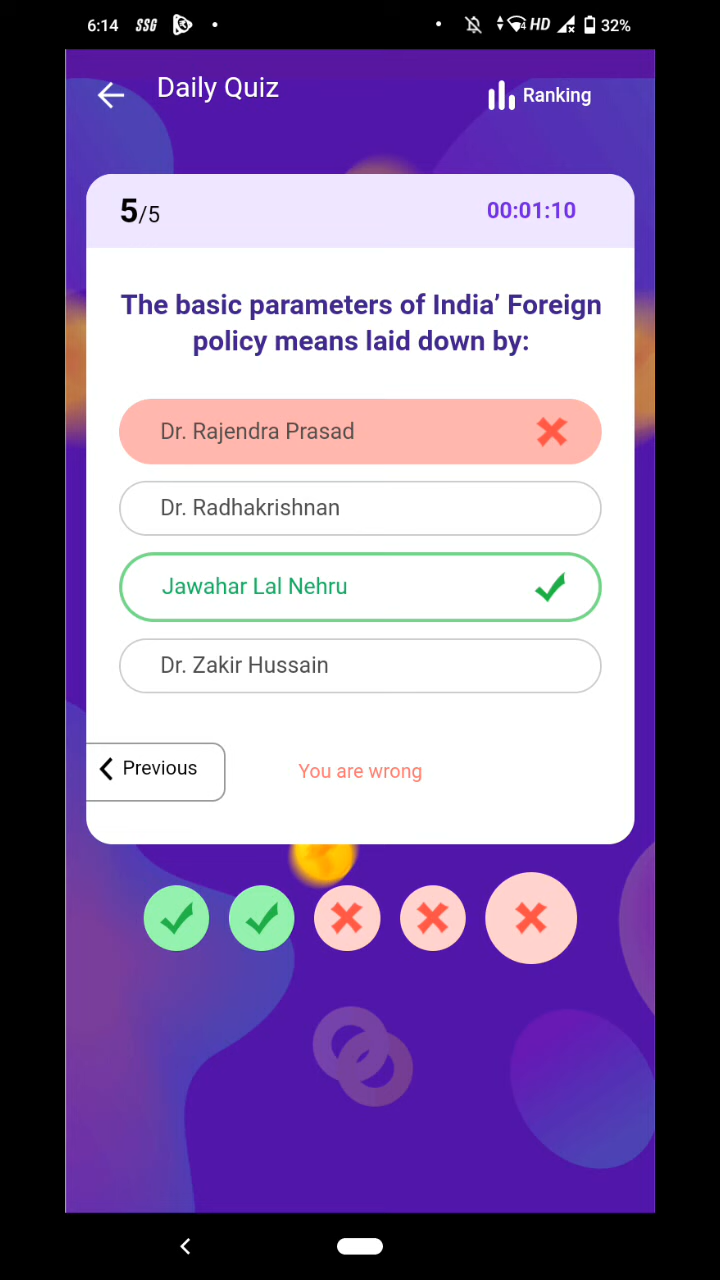 6:14 SSG HD 32%
Daily Quiz
Ranking
5/5 00:01:10
The basic parameters of India’ Foreign
policy means laid down by:
Dr. Rajendra Prasad
Dr. Radhakrishnan
Jawahar Lal Nehru
Dr. Zakir Hussain
Previous
You are wrong